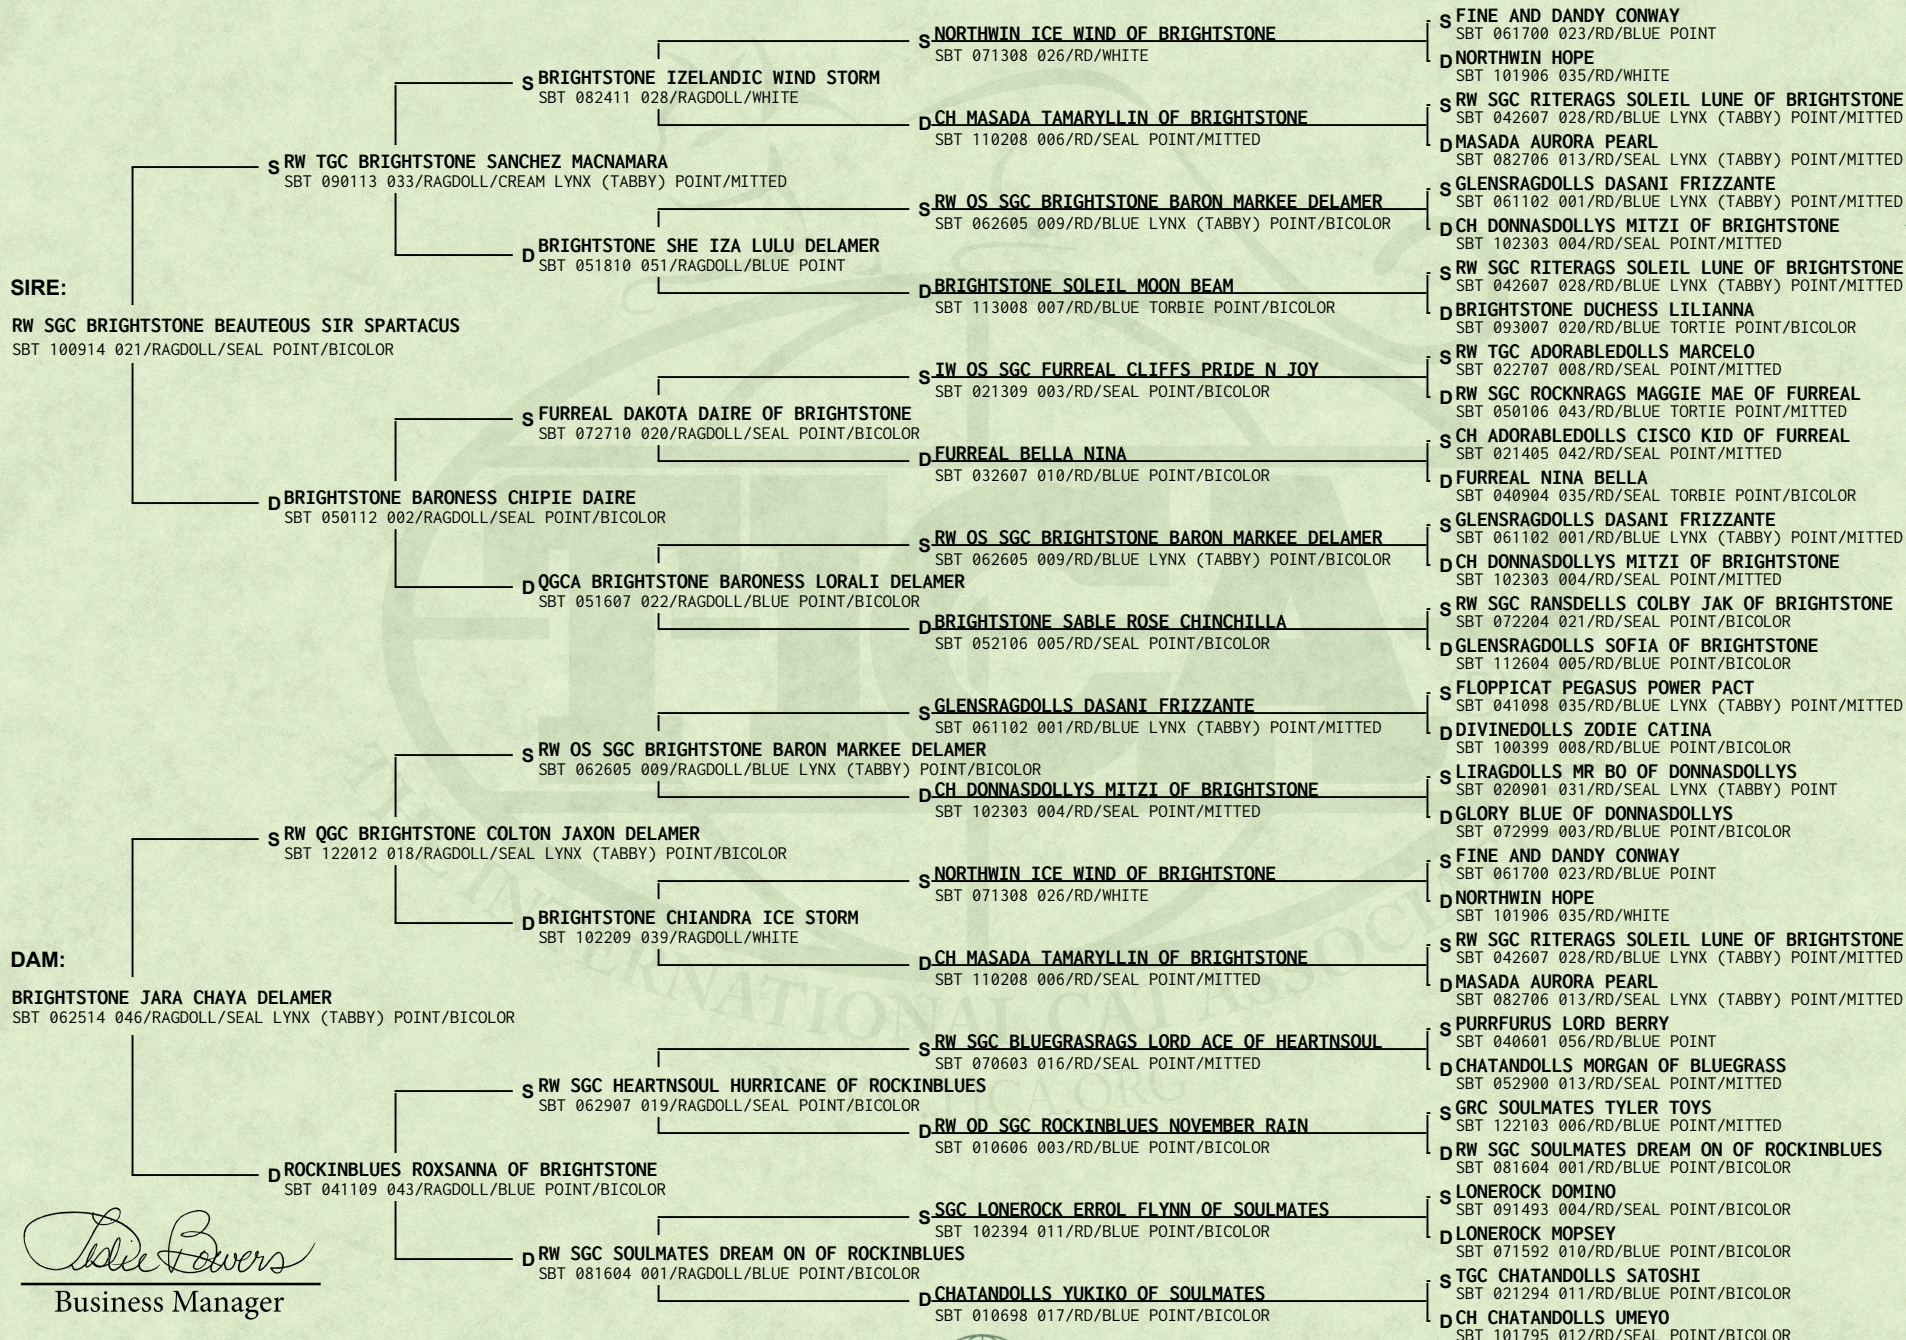 SIRE:
RW SGC BRIGHTSTONE BEAUTEOUS SIR SPARTACUS
SBT 100914 021/RAGDOLL/SEAL POINT/BICOLOR
DAM:
BRIGHTSTONE JARA CHAYA DELAMER
SBT 062514 046/RAGDOLL/SEAL LYNX (TABBY) POINT/BICOLOR
Leslie Bowers
Business Manager
S RW TGC BRIGHTSTONE SANCHEZ MACNAMARA
SBT 090113 033/RAGDOLL/CREAM LYNX (TABBY) POINT/MITTED
D BRIGHTSTONE BARONESS CHIPIE DAIRE
SBT 050112 002/RAGDOLL/SEAL POINT/BICOLOR
S RW QGC BRIGHTSTONE COLTON JAXON DELAMER
SBT 122012 018/RAGDOLL/SEAL LYNX (TABBY) POINT/BICOLOR
D ROCKINBLUES ROXSANNA OF BRIGHTSTONE
SBT 041109 043/RAGDOLL/BLUE POINT/BICOLOR
S BRIGHTSTONE IZELANDIC WIND STORM
SBT 082411 028/RAGDOLL/WHITE
D BRIGHTSTONE SHE IZA LULU DELAMER
SBT 051810 051/RAGDOLL/BLUE POINT
S FURREAL DAKOTA DAIRE OF BRIGHTSTONE
SBT 072710 020/RAGDOLL/SEAL POINT/BICOLOR
D QGCA BRIGHTSTONE BARONESS LORALI DELAMER
SBT 051607 022/RAGDOLL/BLUE POINT/BICOLOR
S RW OS SGC BRIGHTSTONE BARON MARKEE DELAMER
SBT 062605 009/RAGDOLL/BLUE LYNX (TABBY) POINT/BICOLOR
D BRIGHTSTONE CHIANDRA ICE STORM
SBT 102209 039/RAGDOLL/WHITE
S RW SGC HEARTNSOUL HURRICANE OF ROCKINBLUES
SBT 062907 019/RAGDOLL/SEAL POINT/BICOLOR
D RW SGC SOULMATES DREAM ON OF ROCKINBLUES
SBT 081604 001/RAGDOLL/BLUE POINT/BICOLOR
S NORTHWIN ICE WIND OF BRIGHTSTONE
SBT 071308 026/RD/WHITE
D CH MASADA TAMARYLLIN OF BRIGHTSTONE
SBT 110208 006/RD/SEAL POINT/MITTED
S RW OS SGC BRIGHTSTONE BARON MARKEE DELAMER
SBT 062605 009/RD/BLUE LYNX (TABBY) POINT/BICOLOR
D BRIGHTSTONE SOLEIL MOON BEAM
SBT 113008 007/RD/BLUE TORBIE POINT/BICOLOR
S IW OS SGC FURREAL CLIFFS PRIDE N JOY
SBT 021309 003/RD/SEAL POINT/BICOLOR
D FURREAL BELLA NINA
SBT 032607 010/RD/BLUE POINT/BICOLOR
S RW OS SGC BRIGHTSTONE BARON MARKEE DELAMER
SBT 062605 009/RD/BLUE LYNX (TABBY) POINT/BICOLOR
D BRIGHTSTONE SABLE ROSE CHINCHILLA
SBT 052106 005/RD/SEAL POINT/BICOLOR
S GLENSRAGDOLLS DASANI FRIZZANTE
SBT 061102 001/RD/BLUE LYNX (TABBY) POINT/MITTED
D CH DONNASDOLLYS MITZI OF BRIGHTSTONE
SBT 102303 004/RD/SEAL POINT/MITTED
S NORTHWIN ICE WIND OF BRIGHTSTONE
SBT 071308 026/RD/WHITE
D CH MASADA TAMARYLLIN OF BRIGHTSTONE
SBT 110208 006/RD/SEAL POINT/MITTED
S RW SGC BLUEGRASRAGS LORD ACE OF HEARTNSOUL
SBT 070603 016/RD/SEAL POINT/MITTED
D RW OD SGC ROCKINBLUES NOVEMBER RAIN
SBT 010606 003/RD/BLUE POINT/BICOLOR
S SGC LONEROCK ERROL FLYNN OF SOULMATES
SBT 102394 011/RD/BLUE POINT/BICOLOR
D CHATANDOLLS YUKIKO OF SOULMATES
SBT 010698 017/RD/BLUE POINT/BICOLOR
S FINE AND DANDY CONWAY
SBT 061700 023/RD/BLUE POINT
D NORTHWIN HOPE
SBT 101906 035/RD/WHITE
S RW SGC RITERAGS SOLEIL LUNE OF BRIGHTSTONE
SBT 042607 028/RD/BLUE LYNX (TABBY) POINT/MITTED
D MASADA AURORA PEARL
SBT 082706 013/RD/SEAL LYNX (TABBY) POINT/MITTED
S GLENSRAGDOLLS DASANI FRIZZANTE
SBT 061102 001/RD/BLUE LYNX (TABBY) POINT/MITTED
D CH DONNASDOLLYS MITZI OF BRIGHTSTONE
SBT 102303 004/RD/SEAL POINT/MITTED
S RW SGC RITERAGS SOLEIL LUNE OF BRIGHTSTONE
SBT 042607 028/RD/BLUE LYNX (TABBY) POINT/MITTED
D BRIGHTSTONE DUCHESS LILIANNA
SBT 093007 020/RD/BLUE TORTIE POINT/BICOLOR
S RW TGC ADORABLEDOLLS MARCELO
SBT 022707 008/RD/SEAL POINT/MITTED
D RW SGC ROCKNRAGS MAGGIE MAE OF FURREAL
SBT 050106 043/RD/BLUE TORTIE POINT/MITTED
S CH ADORABLEDOLLS CISCO KID OF FURREAL
SBT 021405 042/RD/SEAL POINT/MITTED
D FURREAL NINA BELLA
SBT 040904 035/RD/SEAL TORBIE POINT/BICOLOR
S GLENSRAGDOLLS DASANI FRIZZANTE
SBT 061102 001/RD/BLUE LYNX (TABBY) POINT/MITTED
D CH DONNASDOLLYS MITZI OF BRIGHTSTONE
SBT 102303 004/RD/SEAL POINT/MITTED
S RW SGC RANSDELLS COLBY JAK OF BRIGHTSTONE
SBT 072204 021/RD/SEAL POINT/BICOLOR
D GLENSRAGDOLLS SOFIA OF BRIGHTSTONE
SBT 112604 005/RD/BLUE POINT/BICOLOR
S FLOPPICAT PEGASUS POWER PACT
SBT 041098 035/RD/BLUE LYNX (TABBY) POINT/MITTED
D DIVINEDOLLS ZODIE CATINA
SBT 100399 008/RD/BLUE POINT/BICOLOR
S LIRAGDOLLS MR BO OF DONNASDOLLYS
SBT 020901 031/RD/SEAL LYNX (TABBY) POINT
D GLORY BLUE OF DONNASDOLLYS
SBT 072999 003/RD/BLUE POINT/BICOLOR
S FINE AND DANDY CONWAY
SBT 061700 023/RD/BLUE POINT
D NORTHWIN HOPE
SBT 101906 035/RD/WHITE
S RW SGC RITERAGS SOLEIL LUNE OF BRIGHTSTONE
SBT 042607 028/RD/BLUE LYNX (TABBY) POINT/MITTED
D MASADA AURORA PEARL
SBT 082706 013/RD/SEAL LYNX (TABBY) POINT/MITTED
S PURRFURUS LORD BERRY
SBT 040601 056/RD/BLUE POINT
D CHATANDOLLS MORGAN OF BLUEGRASS
SBT 052900 013/RD/SEAL POINT/MITTED
S GRC SOULMATES TYLER TOYS
SBT 122103 006/RD/BLUE POINT/MITTED
D RW SGC SOULMATES DREAM ON OF ROCKINBLUES
SBT 081604 001/RD/BLUE POINT/BICOLOR
S LONEROCK DOMINO
SBT 091493 004/RD/SEAL POINT/BICOLOR
D LONEROCK MOPSEY
SBT 071592 010/RD/BLUE POINT/BICOLOR
S TGC CHATANDOLLS SATOSHI
SBT 021294 011/RD/BLUE POINT/BICOLOR
D CH CHATANDOLLS UMEYO
SBT 101795 012/RD/SEAL POINT/BICOLOR
TICA
THE INTERNATIONAL CAT ASSOCI
WWW.TICA.ORG